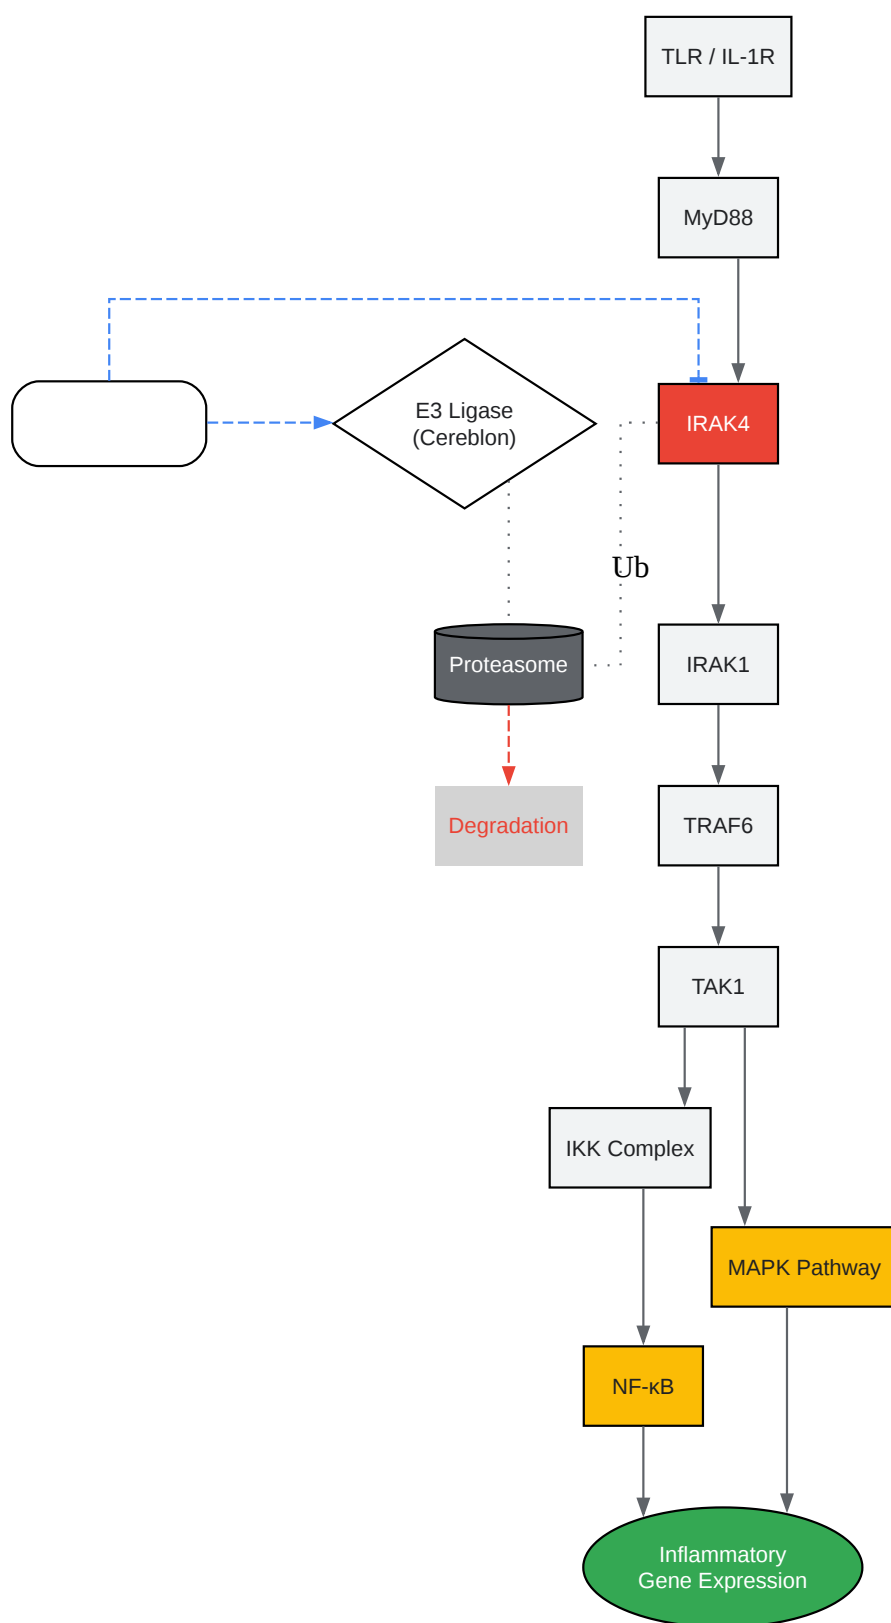 TLR / IL-1R
MyD88
E3 Ligase
(Cereblon)
IRAK4
Ub
Proteasome
IRAK1
Degradation
TRAF6
TAK1
IKK Complex
MAPK Pathway
NF-κB
Inflammatory
Gene Expression